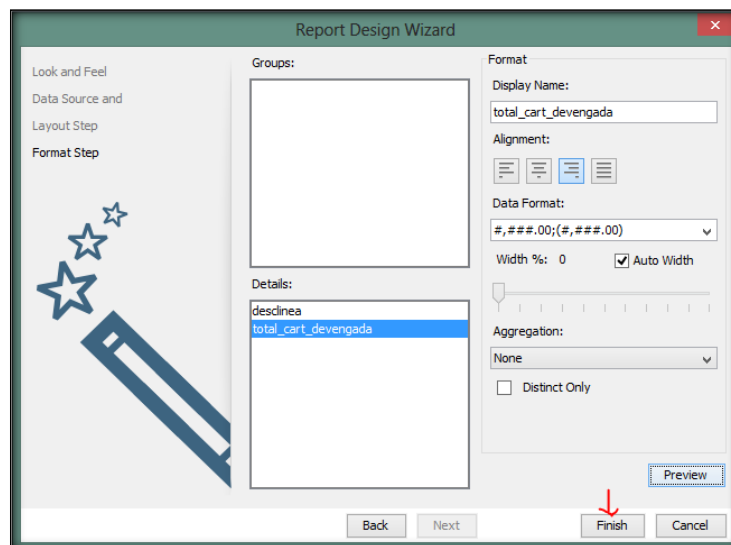 Report Design Wizard
Look and Feel
Data Source and
Layout Step
Format Step
Groups:
Details:
desclinea
total_cart_devengada
Format
Display Name:
total_cart_devengada
Alignment:
Data Format:
#,###.00;(#,###.00)
Width %: 0
Auto Width
Aggregation:
None
Distinct Only
Preview
Back
Next
Finish
Cancel